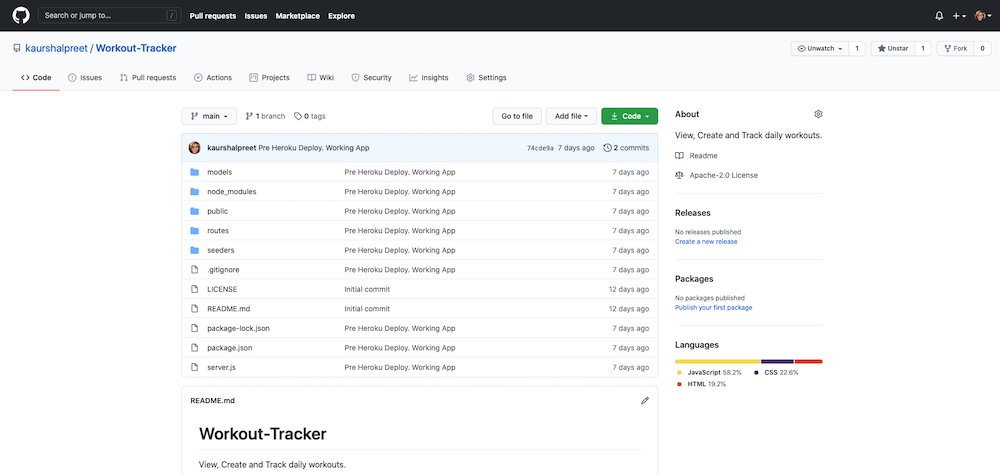 Search or jump to... /
Pull requests Issues Marketplace Explore
kaurshalpreet / Workout-Tracker
Unwatch 1 Unstar 1 Fork 0
Code Issues Pull requests Actions Projects Wiki Security Insights Settings
main 1 branch 0 tags Go to file Add file Code
kaurshalpreet Pre Heroku Deploy. Working App 74cde9a 7 days ago 2 commits
models Pre Heroku Deploy. Working App 7 days ago
node_modules Pre Heroku Deploy. Working App 7 days ago
public Pre Heroku Deploy. Working App 7 days ago
routes Pre Heroku Deploy. Working App 7 days ago
seeders Pre Heroku Deploy. Working App 7 days ago
.gitignore Pre Heroku Deploy. Working App 7 days ago
LICENSE Initial commit 12 days ago
README.md Initial commit 12 days ago
package-lock.json Pre Heroku Deploy. Working App 7 days ago
package.json Pre Heroku Deploy. Working App 7 days ago
server.js Pre Heroku Deploy. Working App 7 days ago
README.md
Workout-Tracker
View, Create and Track daily workouts.
About
View, Create and Track daily workouts.
Readme
Apache-2.0 License
Releases
No releases published
Create a new release
Packages
No packages published
Publish your first package
Languages
JavaScript 58.2% CSS 22.6%
HTML 19.2%